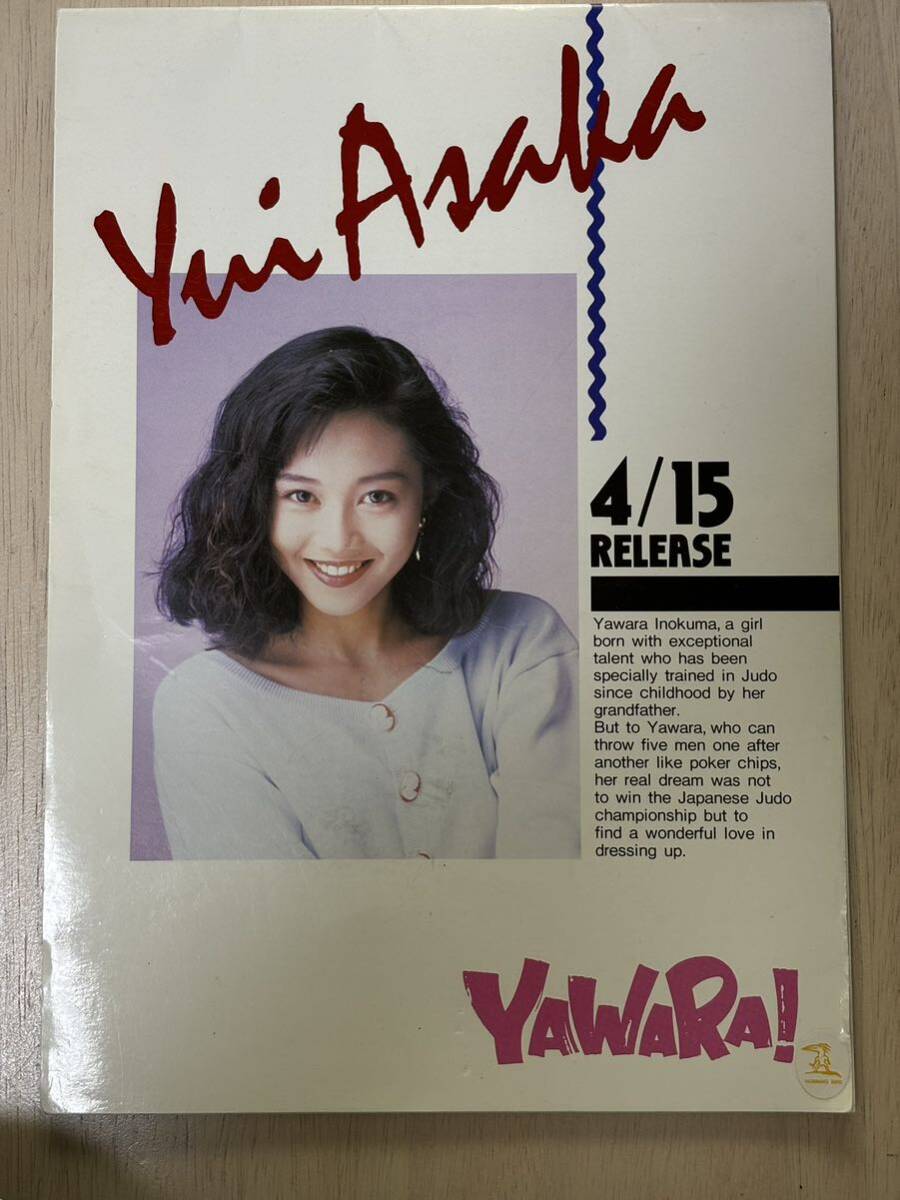 Yui Asaka
4/15
RELEASE
Yawara Inokuma, a girl
born with exceptional
talent who has been
specially trained in Judo
since childhood by her
grandfather.
But to Yawara, who can
throw five men one after
another like poker chips,
her real dream was not
to win the Japanese Judo
championship but to
find a wonderful love in
dressing up.
YAWARA!